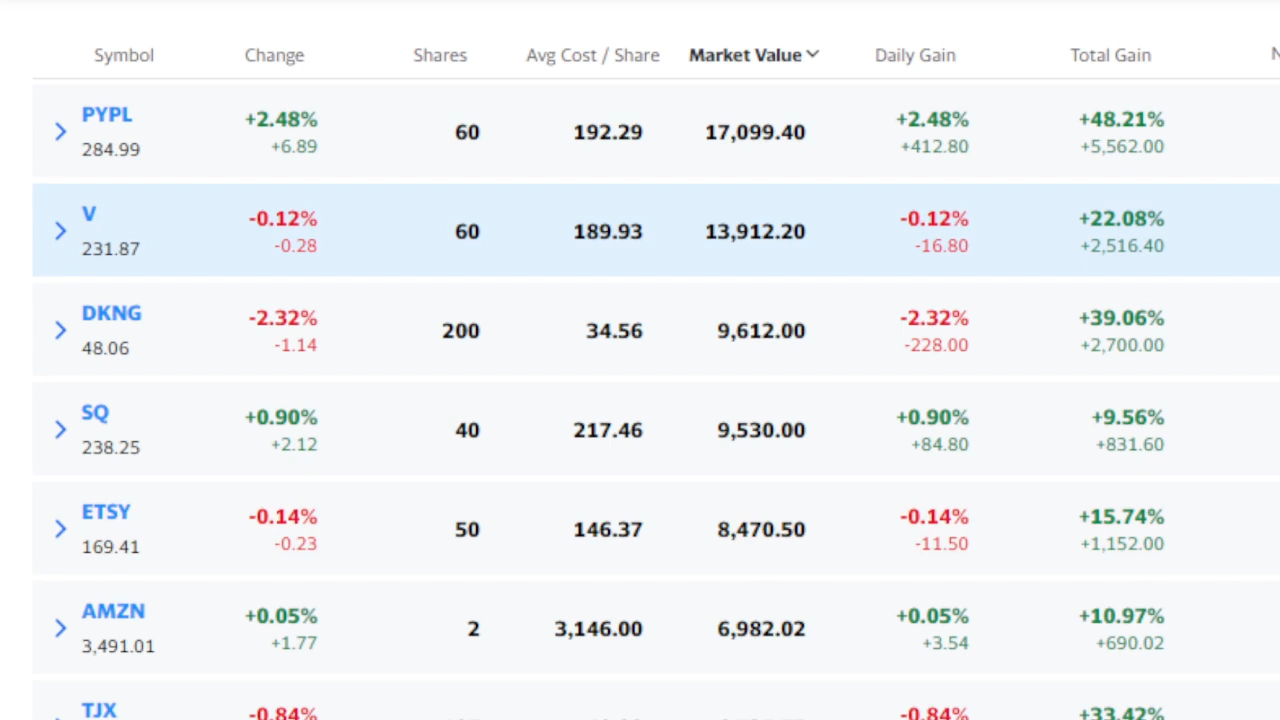 Symbol Change Shares Avg Cost / Share Market Value Daily Gain Total Gain N
PYPL +2.48% 60 192.29 17,099.40 +2.48% +48.21%
284.99 +6.89 +412.80 +5,562.00
V -0.12% 60 189.93 13,912.20 -0.12% +22.08%
231.87 -0.28 -16.80 +2,516.40
DKNG -2.32% 200 34.56 9,612.00 -2.32% +39.06%
48.06 -1.14 -228.00 +2,700.00
SQ +0.90% 40 217.46 9,530.00 +0.90% +9.56%
238.25 +2.12 +84.80 +831.60
ETSY -0.14% 50 146.37 8,470.50 -0.14% +15.74%
169.41 -0.23 -11.50 +1,152.00
AMZN +0.05% 2 3,146.00 6,982.02 +0.05% +10.97%
3,491.01 +1.77 +3.54 +690.02
TJX -0.84% -0.84% +33.42%